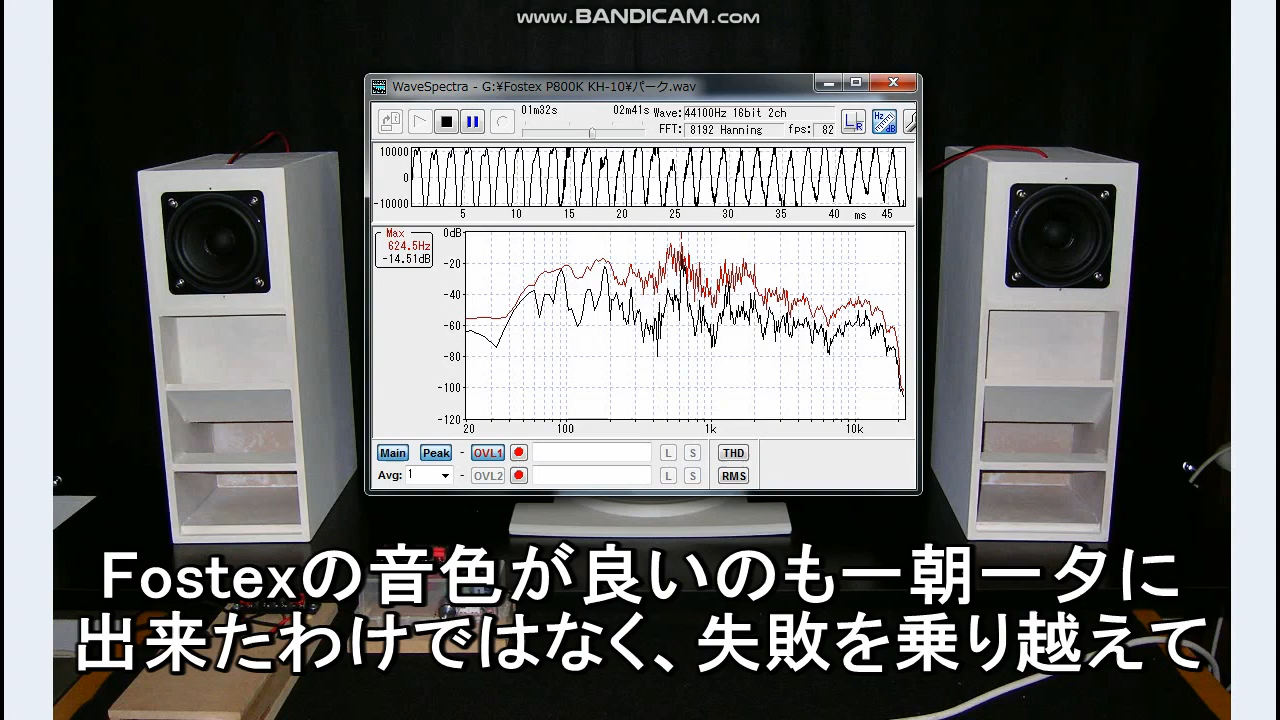 www.BANDICAM.com
WaveSpectra - G:¥Fostex P800K KH-10¥パーク.wav
01m32s 02m41s Wave: 44100Hz 16bit 2ch
FFT: 8192 Hanning fps: 82
L R
Hz dB
10000
0
-10000
5 10 15 20 25 30 35 40 ms 45
Max
624.5Hz
-14.51dB
0dB
-20
-40
-60
-80
-100
-120
20 100 1k 10k
Main Peak - OVL1 L S THD
Avg: 1 - OVL2 L S RMS
Fostexの音色が良いのも一朝一夕に
出来たわけではなく、失敗を乗り越えて